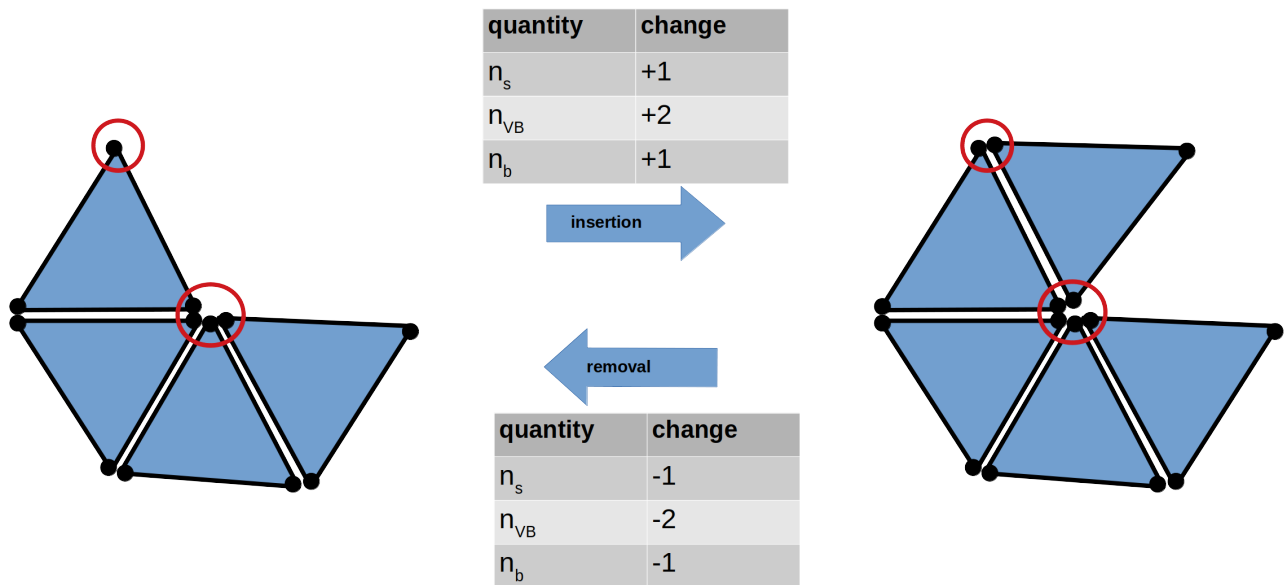 quantity change
n_s +1
n_VB +2
n_b +1
insertion
removal
quantity change
n_s -1
n_VB -2
n_b -1